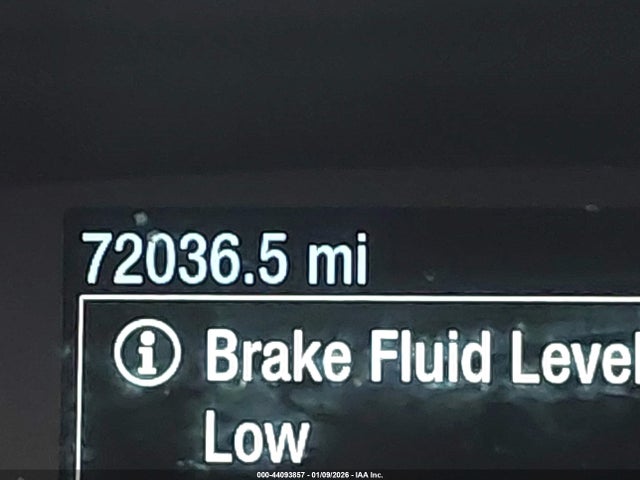 72036.5 mi
Brake Fluid Level
Low
000-44093857 - 01/09/2026 - IAA Inc.